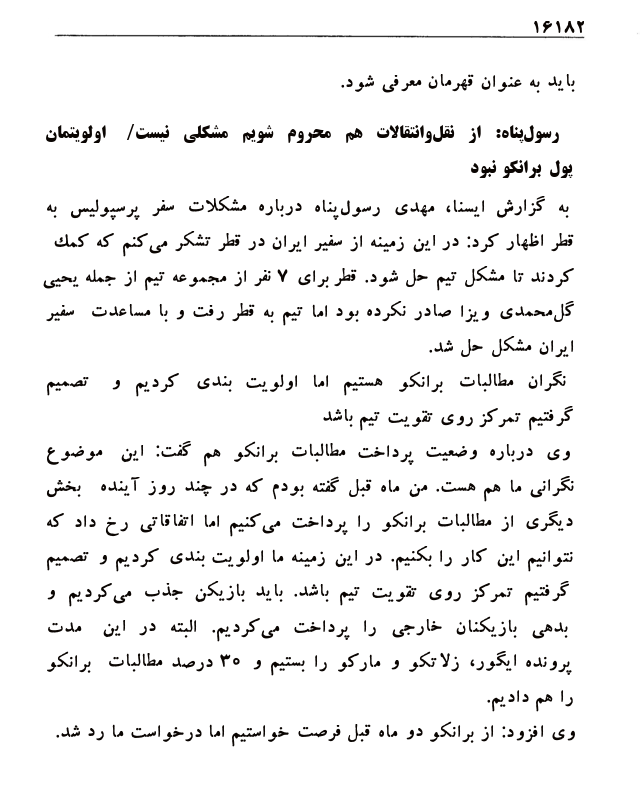 ۱۶۱۸۲
باید به عنوان قهرمان معرفی شود.
رسول‌پناه: از نقل‌وانتقالات هم محروم شویم مشکلی نیست/ اولویتمان
پول برانکو نبود
به گزارش ایسنا، مهدی رسول‌پناه درباره مشکلات سفر پرسپولیس به
قطر اظهار کرد: در این زمینه از سفیر ایران در قطر تشکر می‌کنم که کمك
کردند تا مشکل تیم حل شود. قطر برای ۷ نفر از مجموعه تیم از جمله یحیی
گل‌محمدی ویزا صادر نکرده بود اما تیم به قطر رفت و با مساعدت سفیر
ایران مشکل حل شد.
نگران مطالبات برانکو هستیم اما اولویت بندی کردیم و تصمیم
گرفتیم تمرکز روی تقویت تیم باشد
وی درباره وضعیت پرداخت مطالبات برانکو هم گفت: این موضوع
نگرانی ما هم هست. من ماه قبل گفته بودم که در چند روز آینده بخش
دیگری از مطالبات برانکو را پرداخت می‌کنیم اما اتفاقاتی رخ داد که
نتوانیم این کار را بکنیم. در این زمینه ما اولویت بندی کردیم و تصمیم
گرفتیم تمرکز روی تقویت تیم باشد. باید بازیکن جذب می‌کردیم و
بدهی بازیکنان خارجی را پرداخت می‌کردیم. البته در این مدت
پرونده ایگور، زلاتکو و مارکو را بستیم و ۳۰ درصد مطالبات برانکو
را هم دادیم.
وی افزود: از برانکو دو ماه قبل فرصت خواستیم اما درخواست ما رد شد.